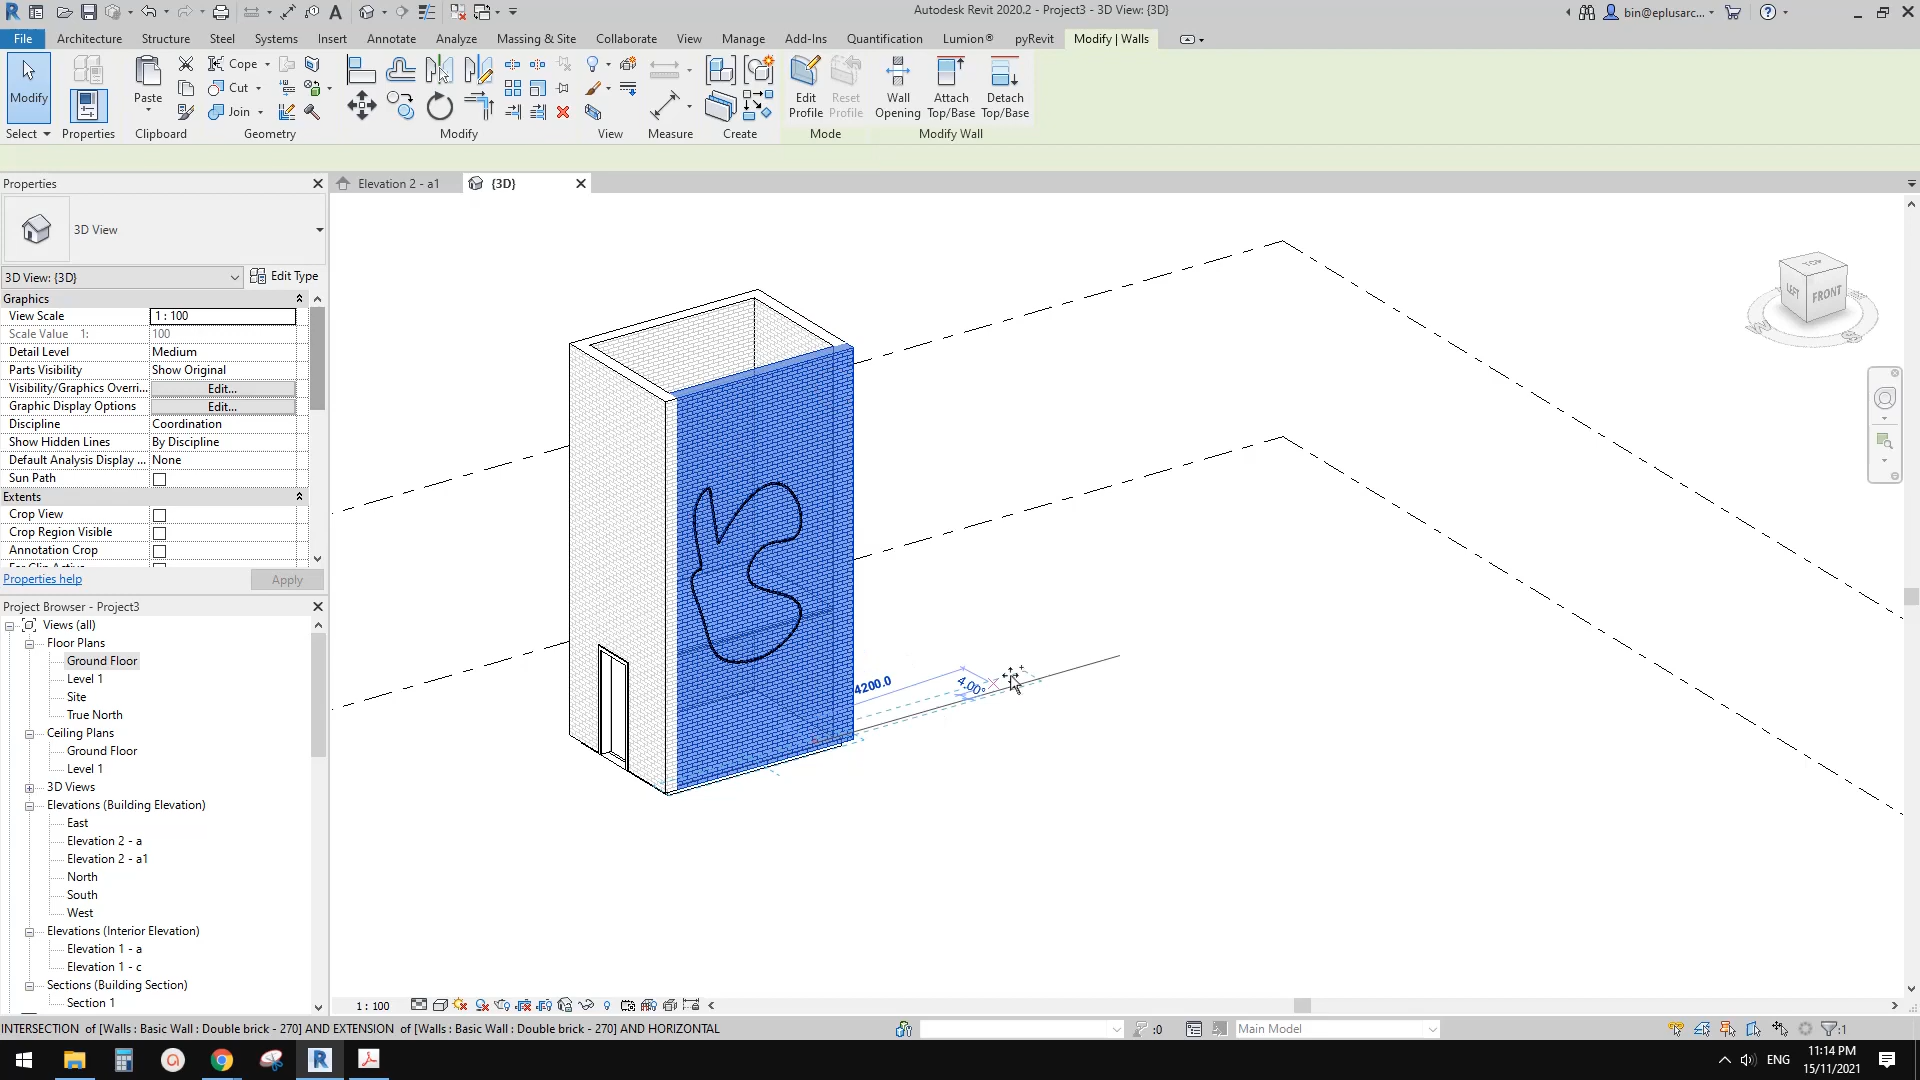 Autodesk Revit 2020.2 - Project3 - 3D View: {3D}
bin@eplusarc...
File Architecture Structure Steel Systems Insert Annotate Analyze Massing & Site Collaborate View Manage Add-Ins Quantification Lumion® pyRevit Modify | Walls
Modify
Paste
Cope
Cut
Join
Edit Profile
Reset Profile
Wall Opening
Attach Top/Base
Detach Top/Base
Select Properties Clipboard Geometry Modify View Measure Create Mode Modify Wall
Properties
Elevation 2 - a1
{3D}
3D View
3D View: {3D}
Edit Type
Graphics
View Scale 1 : 100
Scale Value 1: 100
Detail Level Medium
Parts Visibility Show Original
Visibility/Graphics Overri... Edit...
Graphic Display Options Edit...
Discipline Coordination
Show Hidden Lines By Discipline
Default Analysis Display ... None
Sun Path
Extents
Crop View
Crop Region Visible
Annotation Crop
Properties help
Apply
Project Browser - Project3
Views (all)
Floor Plans
Ground Floor
Level 1
Site
True North
Ceiling Plans
Ground Floor
Level 1
3D Views
Elevations (Building Elevation)
East
Elevation 2 - a
Elevation 2 - a1
North
South
West
Elevations (Interior Elevation)
Elevation 1 - a
Elevation 1 - c
Sections (Building Section)
Section 1
4200.0
4.00°
TOP
LEFT
FRONT
W
S
1 : 100
INTERSECTION of [Walls : Basic Wall : Double brick - 270] AND EXTENSION of [Walls : Basic Wall : Double brick - 270] AND HORIZONTAL
:0
Main Model
:1
ENG
11:14 PM
15/11/2021